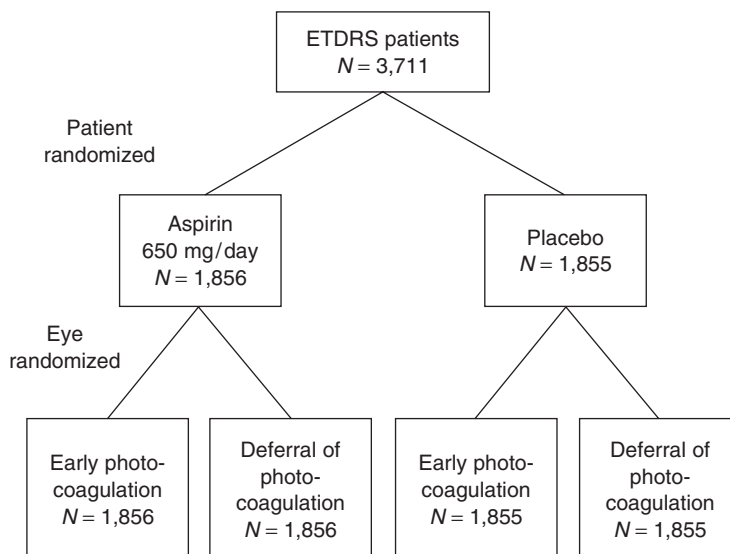 ETDRS patients
N = 3,711
Patient
randomized
Aspirin
650 mg/day
N = 1,856
Placebo
N = 1,855
Eye
randomized
Early photo-
coagulation
N = 1,856
Deferral of
photo-
coagulation
N = 1,856
Early photo-
coagulation
N = 1,855
Deferral of
photo-
coagulation
N = 1,855